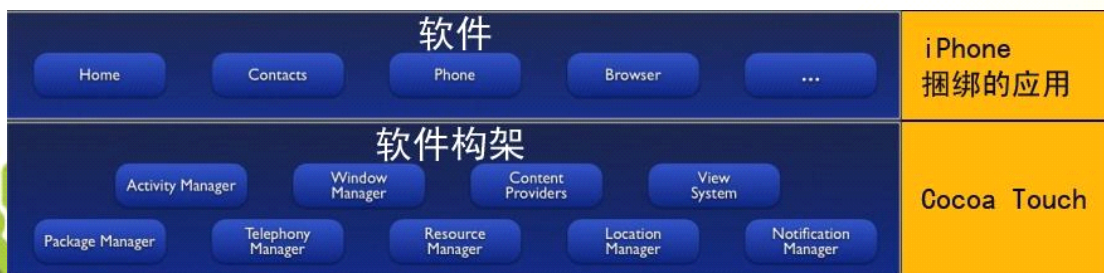 软件
Home
Contacts
Phone
Browser
...
iPhone
捆绑的应用
软件构架
Activity Manager
Window
Manager
Content
Providers
View
System
Package Manager
Telephony
Manager
Resource
Manager
Location
Manager
Notification
Manager
Cocoa Touch